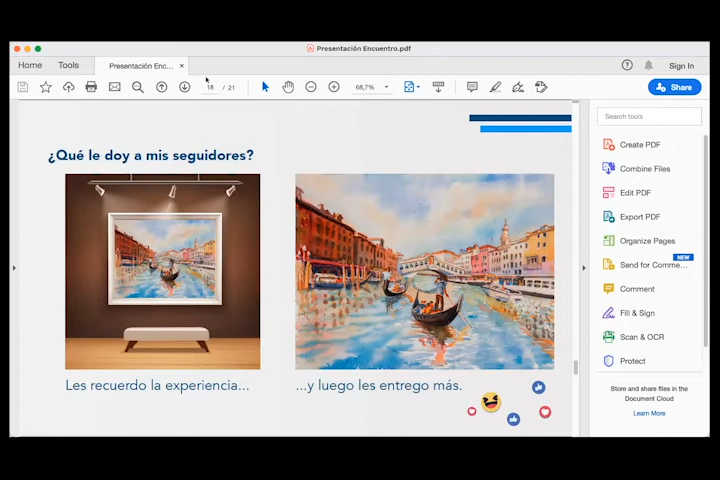 Presentación Encuentro.pdf
Home
Tools
Presentación Enc...
Sign In
18 / 21
68,7%
Share
¿Qué le doy a mis seguidores?
Les recuerdo la experiencia...
...y luego les entrego más.
Search tools
Create PDF
Combine Files
Edit PDF
Export PDF
Organize Pages
NEW
Send for Comme...
Comment
Fill & Sign
Scan & OCR
Protect
Store and share files in the
Document Cloud
Learn More